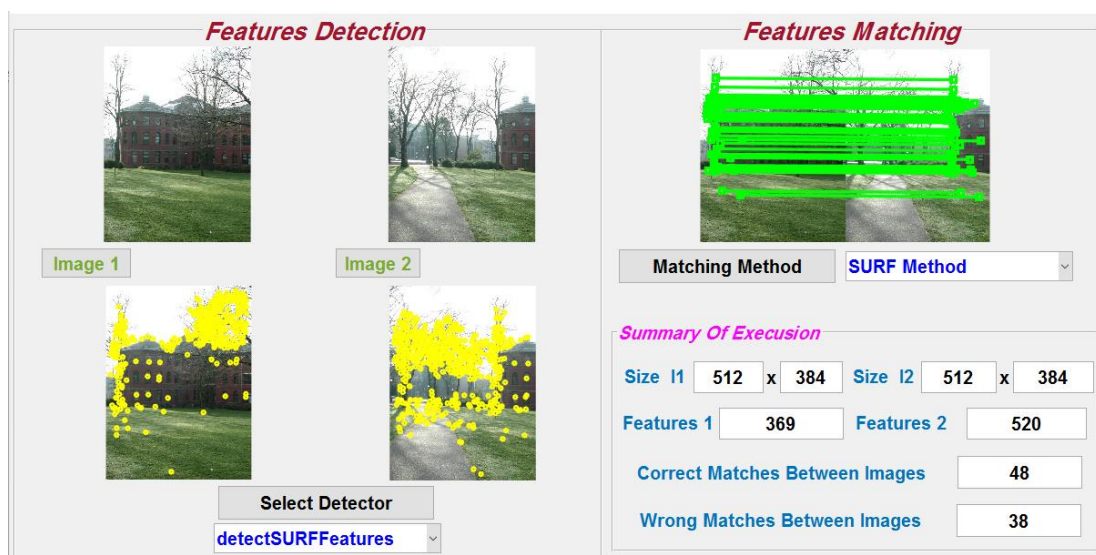 Features Detection
Features Matching
Image 1
Image 2
Matching Method
SURF Method
Summary Of Execusion
Size I1 512 x 384 Size I2 512 x 384
Features 1 369 Features 2 520
Correct Matches Between Images 48
Wrong Matches Between Images 38
Select Detector
detectSURFFeatures